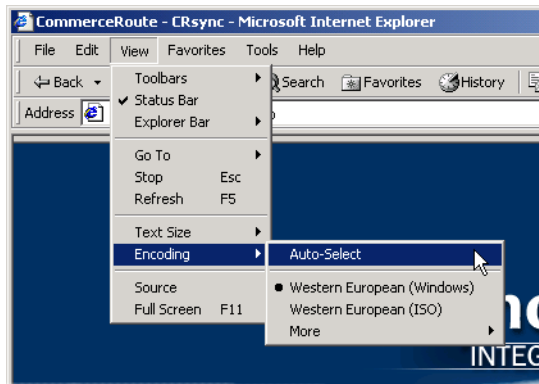 CommerceRoute - CRsync - Microsoft Internet Explorer
File Edit View Favorites Tools Help
Back Search Favorites History
Address
Toolbars
Status Bar
Explorer Bar
Go To
Stop Esc
Refresh F5
Text Size
Encoding
Source
Full Screen F11
Auto-Select
Western European (Windows)
Western European (ISO)
More